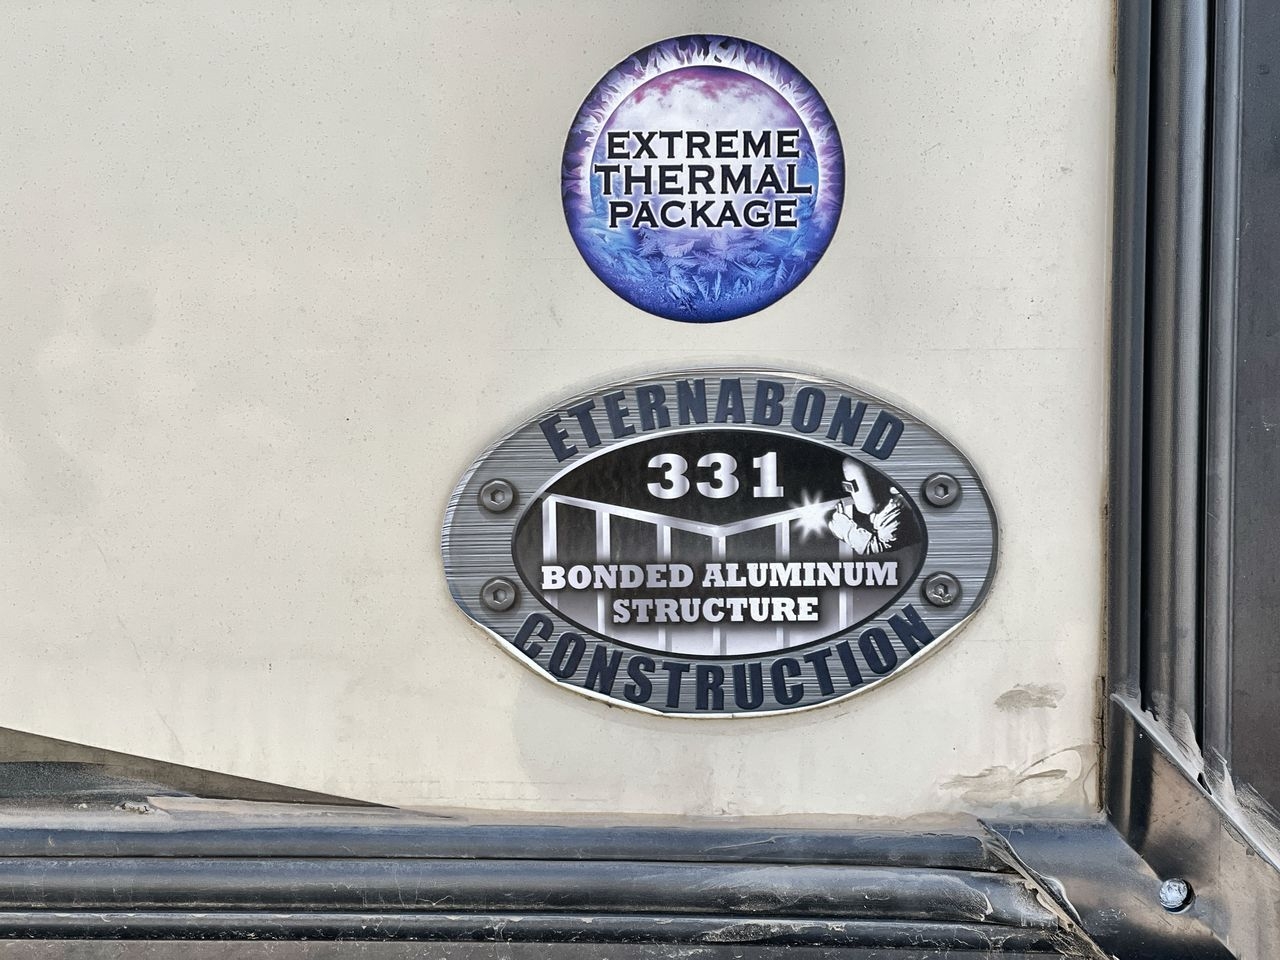 EXTREME
THERMAL
PACKAGE
ETERNABOND
331
BONDED ALUMINUM
STRUCTURE
CONSTRUCTION